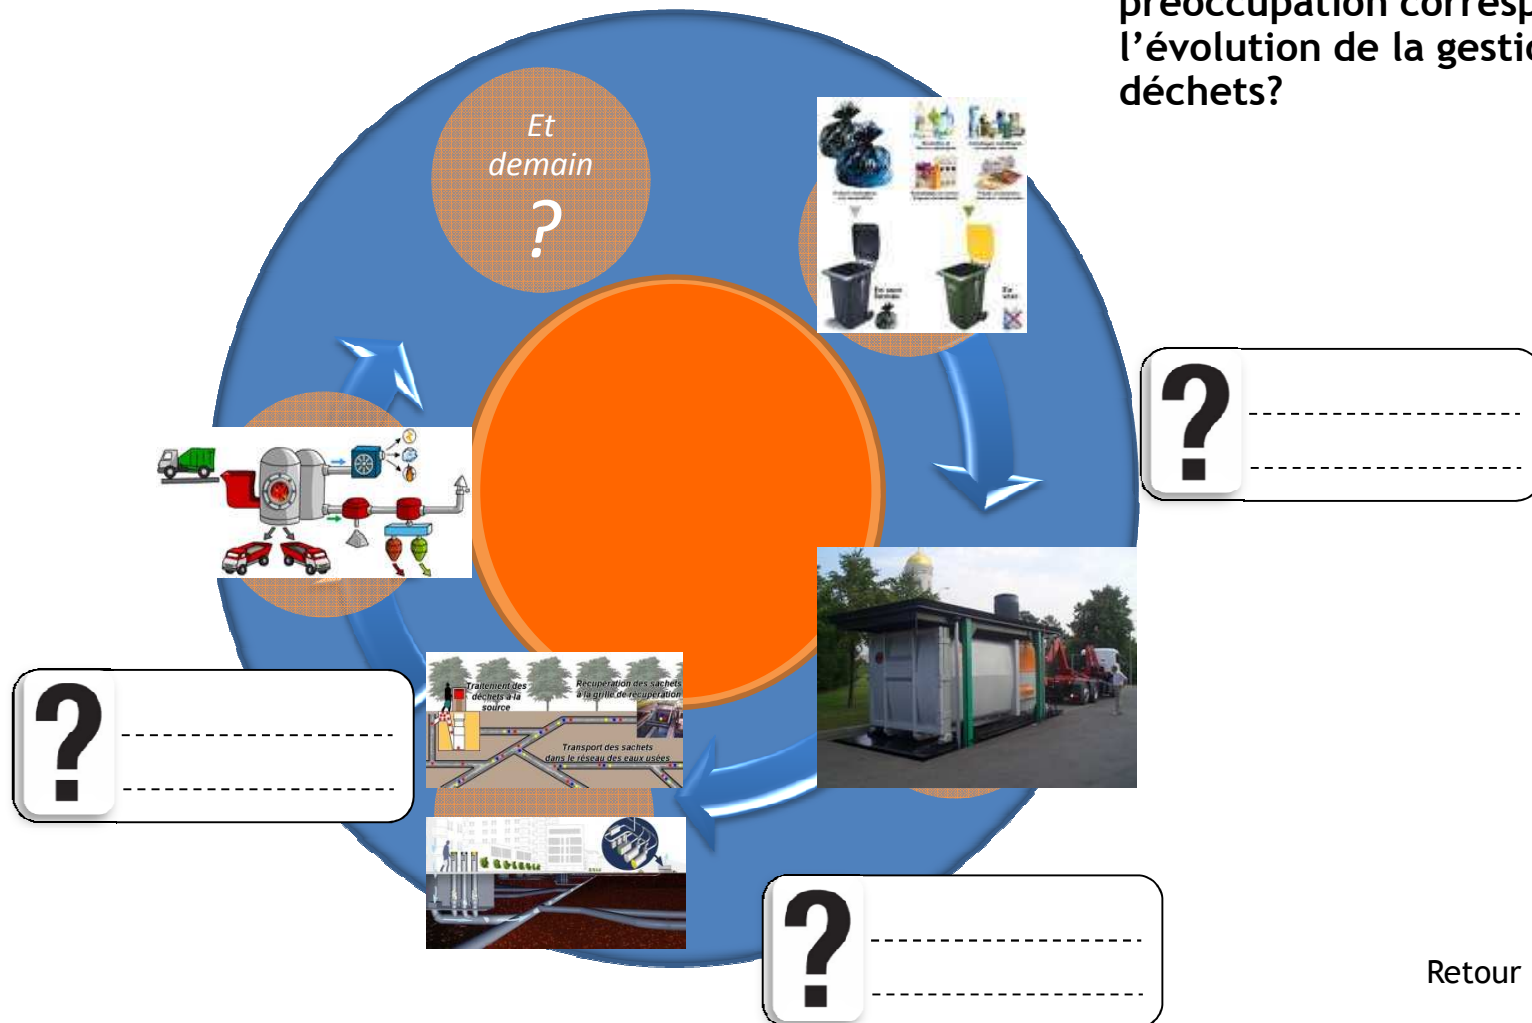 préoccupation corresp
l’évolution de la gestio
déchets?
Et
demain
?
?
Traitement des
déchets à la
source
Récupération des sachets
à la grille de récupération
Transport des sachets
dans le réseau des eaux usées
?
?
Retour